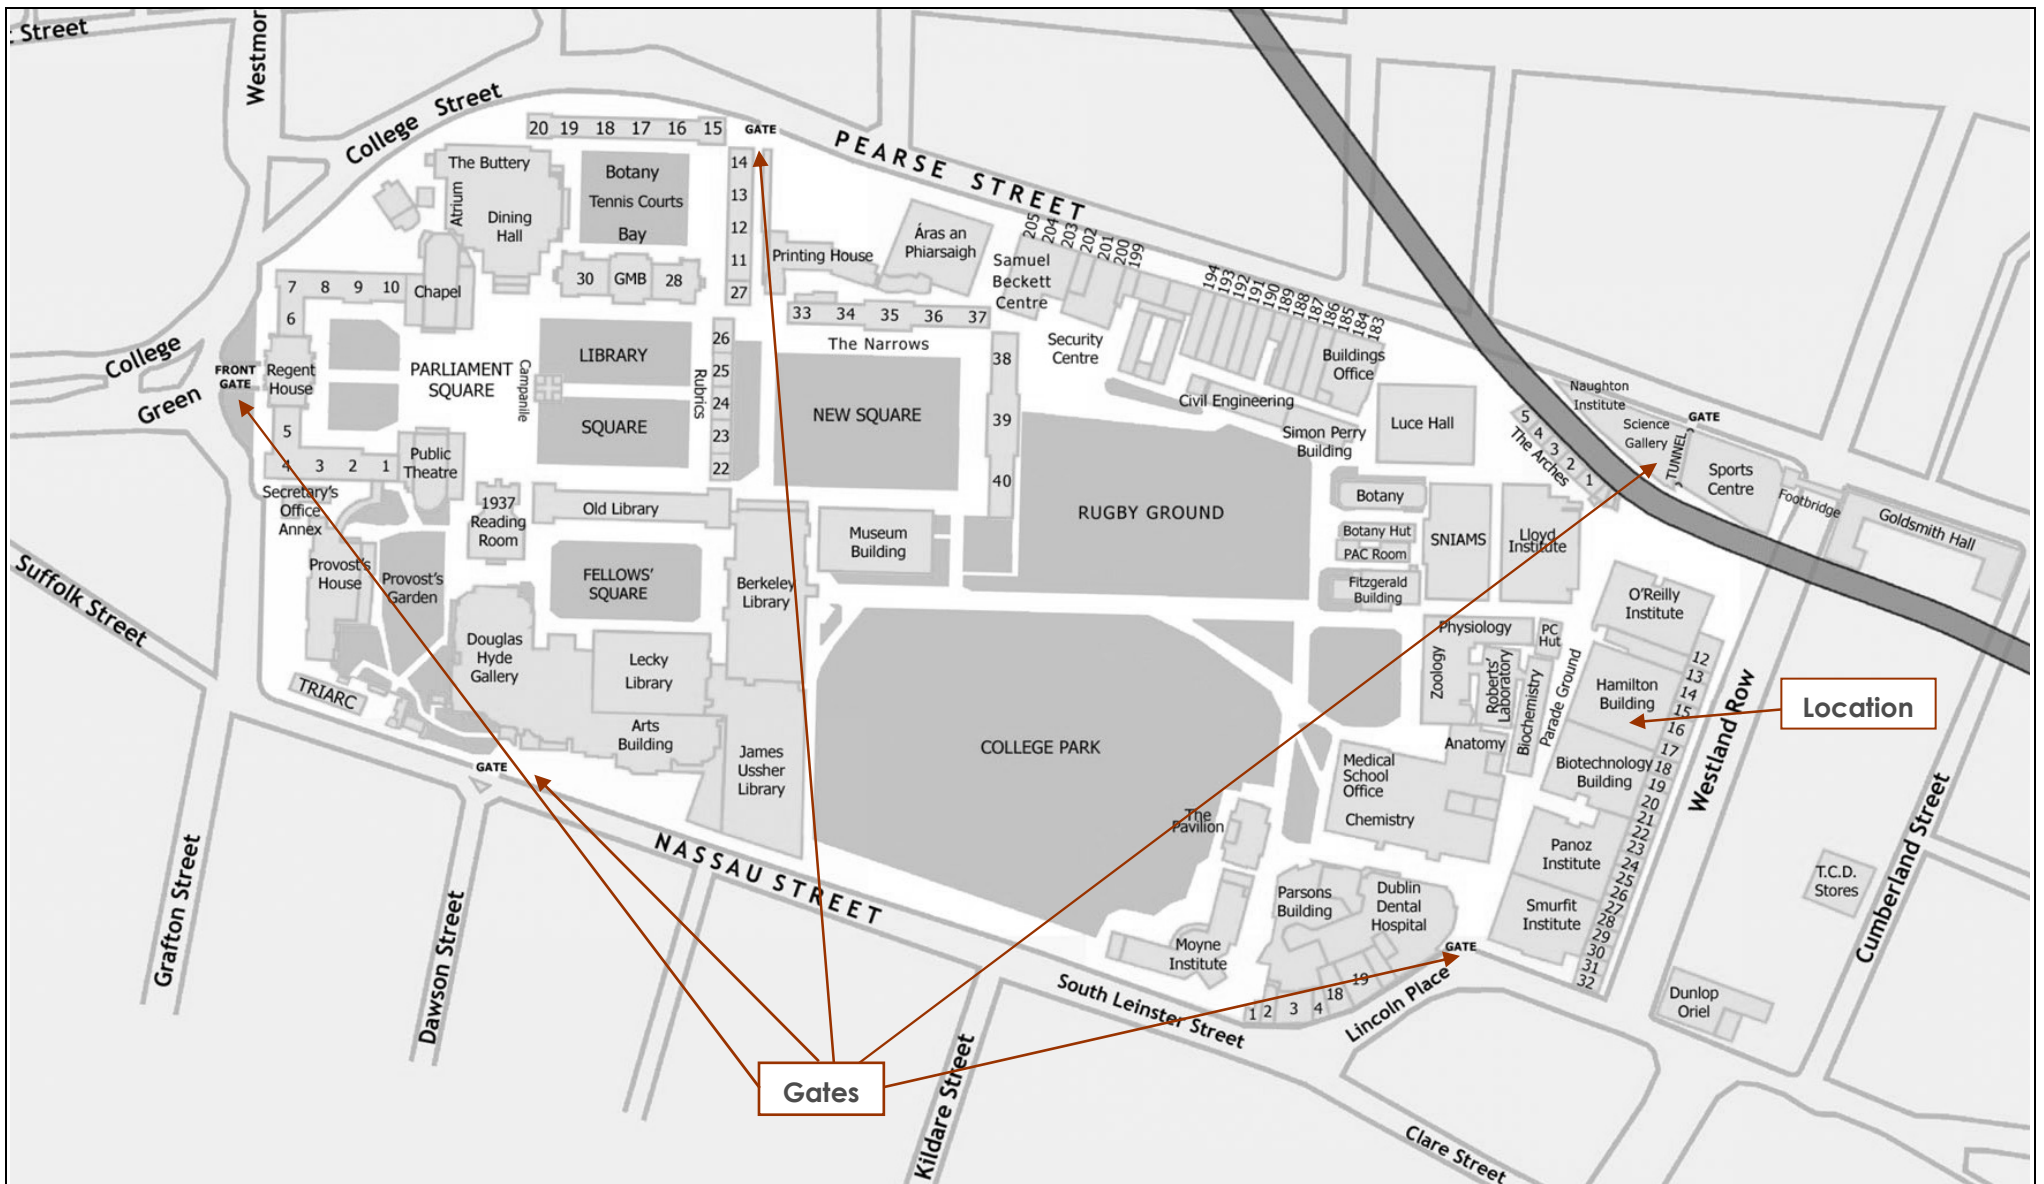 Street
Westmor
College Street
PEARSE STREET
20 19 18 17 16 15
GATE
The Buttery
Atrium
Dining
Hall
Botany
Tennis Courts
Bay
14
13
12
11
27
Printing House
Áras an
Phiarsaigh
Samuel
Beckett
Centre
205
204
203
202
201
200
199
194
193
192
191
190
189
188
187
186
185
184
183
30
GMB
28
7 8 9 10
6
Chapel
33 34 35 36 37
The Narrows
Security
Centre
Buildings
Office
College
Green
FRONT
GATE
Regent
House
PARLIAMENT
SQUARE
Campanile
LIBRARY
SQUARE
26
25
24
23
22
Rubrics
NEW SQUARE
38
39
40
Civil Engineering
Simon Perry
Building
Luce Hall
Naughton
Institute
Science
Gallery
GATE
TUNNEL
5
4
3
2
1
The Arches
Sports
Centre
Footbridge
Goldsmith Hall
5
4 3 2 1
Public
Theatre
Secretary's
Office
Annex
1937
Reading
Room
Old Library
Museum
Building
RUGBY GROUND
Botany
Botany Hut
PAC Room
Fitzgerald
Building
SNIAMS
Lloyd
Institute
Suffolk Street
Provost's
House
Provost's
Garden
FELLOWS'
SQUARE
Berkeley
Library
O'Reilly
Institute
Douglas
Hyde
Gallery
Lecky
Library
Physiology
PC
Hut
Zoology
Roberts'
Laboratory
Biochemistry
Parade Ground
Hamilton
Building
12
13
14
15
16
17
18
19
20
21
22
23
24
25
26
27
28
29
30
31
32
Westland Row
Location
TRIARC
Arts
Building
James
Ussher
Library
COLLEGE PARK
Anatomy
Medical
School
Office
Chemistry
Biotechnology
Building
GATE
The
Pavilion
Panoz
Institute
T.C.D.
Stores
Cumberland Street
NASSAU STREET
Grafton Street
Dawson Street
Parsons
Building
Dublin
Dental
Hospital
Smurfit
Institute
Moyne
Institute
GATE
1 2 3 4 18 19
Lincoln Place
South Leinster Street
Dunlop
Oriel
Gates
Kildare Street
Clare Street